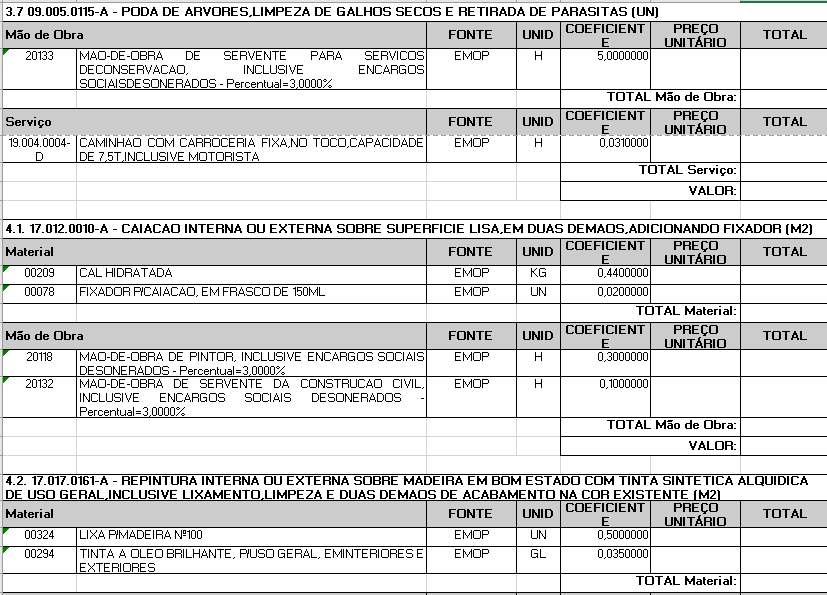 3.7 09.005.0115-A - PODA DE ARVORES,LIMPEZA DE GALHOS SECOS E RETIRADA DE PARASITAS (UN)
Mão de Obra FONTE UNID COEFICIENT E PREÇO UNITÁRIO TOTAL
20133 MAO-DE-OBRA DE SERVENTE PARA SERVICOS EMOP H 5,0000000
DECONSERVACAO, INCLUSIVE ENCARGOS
SOCIAISDESONERADOS - Percentual=3,0000%
TOTAL Mão de Obra:
Serviço FONTE UNID COEFICIENT E PREÇO UNITÁRIO TOTAL
19.004.0004-D CAMINHAO COM CARROCERIA FIXA,NO TOCO,CAPACIDADE EMOP H 0,0310000
DE 7,5T,INCLUSIVE MOTORISTA
TOTAL Serviço:
VALOR:
4.1. 17.012.0010-A - CAIACAO INTERNA OU EXTERNA SOBRE SUPERFICIE LISA,EM DUAS DEMAOS,ADICIONANDO FIXADOR (M2)
Material FONTE UNID COEFICIENT E PREÇO UNITÁRIO TOTAL
00209 CAL HIDRATADA EMOP KG 0,4400000
00078 FIXADOR P/CAIACAO, EM FRASCO DE 150ML EMOP UN 0,0200000
TOTAL Material:
Mão de Obra FONTE UNID COEFICIENT E PREÇO UNITÁRIO TOTAL
20118 MAO-DE-OBRA DE PINTOR, INCLUSIVE ENCARGOS SOCIAIS EMOP H 0,3000000
DESONERADOS - Percentual=3,0000%
20132 MAO-DE-OBRA DE SERVENTE DA CONSTRUCAO CIVIL, EMOP H 0,1000000
INCLUSIVE ENCARGOS SOCIAIS DESONERADOS -
Percentual=3,0000%
TOTAL Mão de Obra:
VALOR:
4.2. 17.017.0161-A - REPINTURA INTERNA OU EXTERNA SOBRE MADEIRA EM BOM ESTADO COM TINTA SINTETICA ALQUIDICA
DE USO GERAL,INCLUSIVE LIXAMENTO,LIMPEZA E DUAS DEMAOS DE ACABAMENTO NA COR EXISTENTE (M2)
Material FONTE UNID COEFICIENT E PREÇO UNITÁRIO TOTAL
00324 LIXA P/MADEIRA Nº100 EMOP UN 0,5000000
00294 TINTA A OLEO BRILHANTE, P/USO GERAL, EMINTERIORES E EMOP GL 0,0350000
EXTERIORES
TOTAL Material: